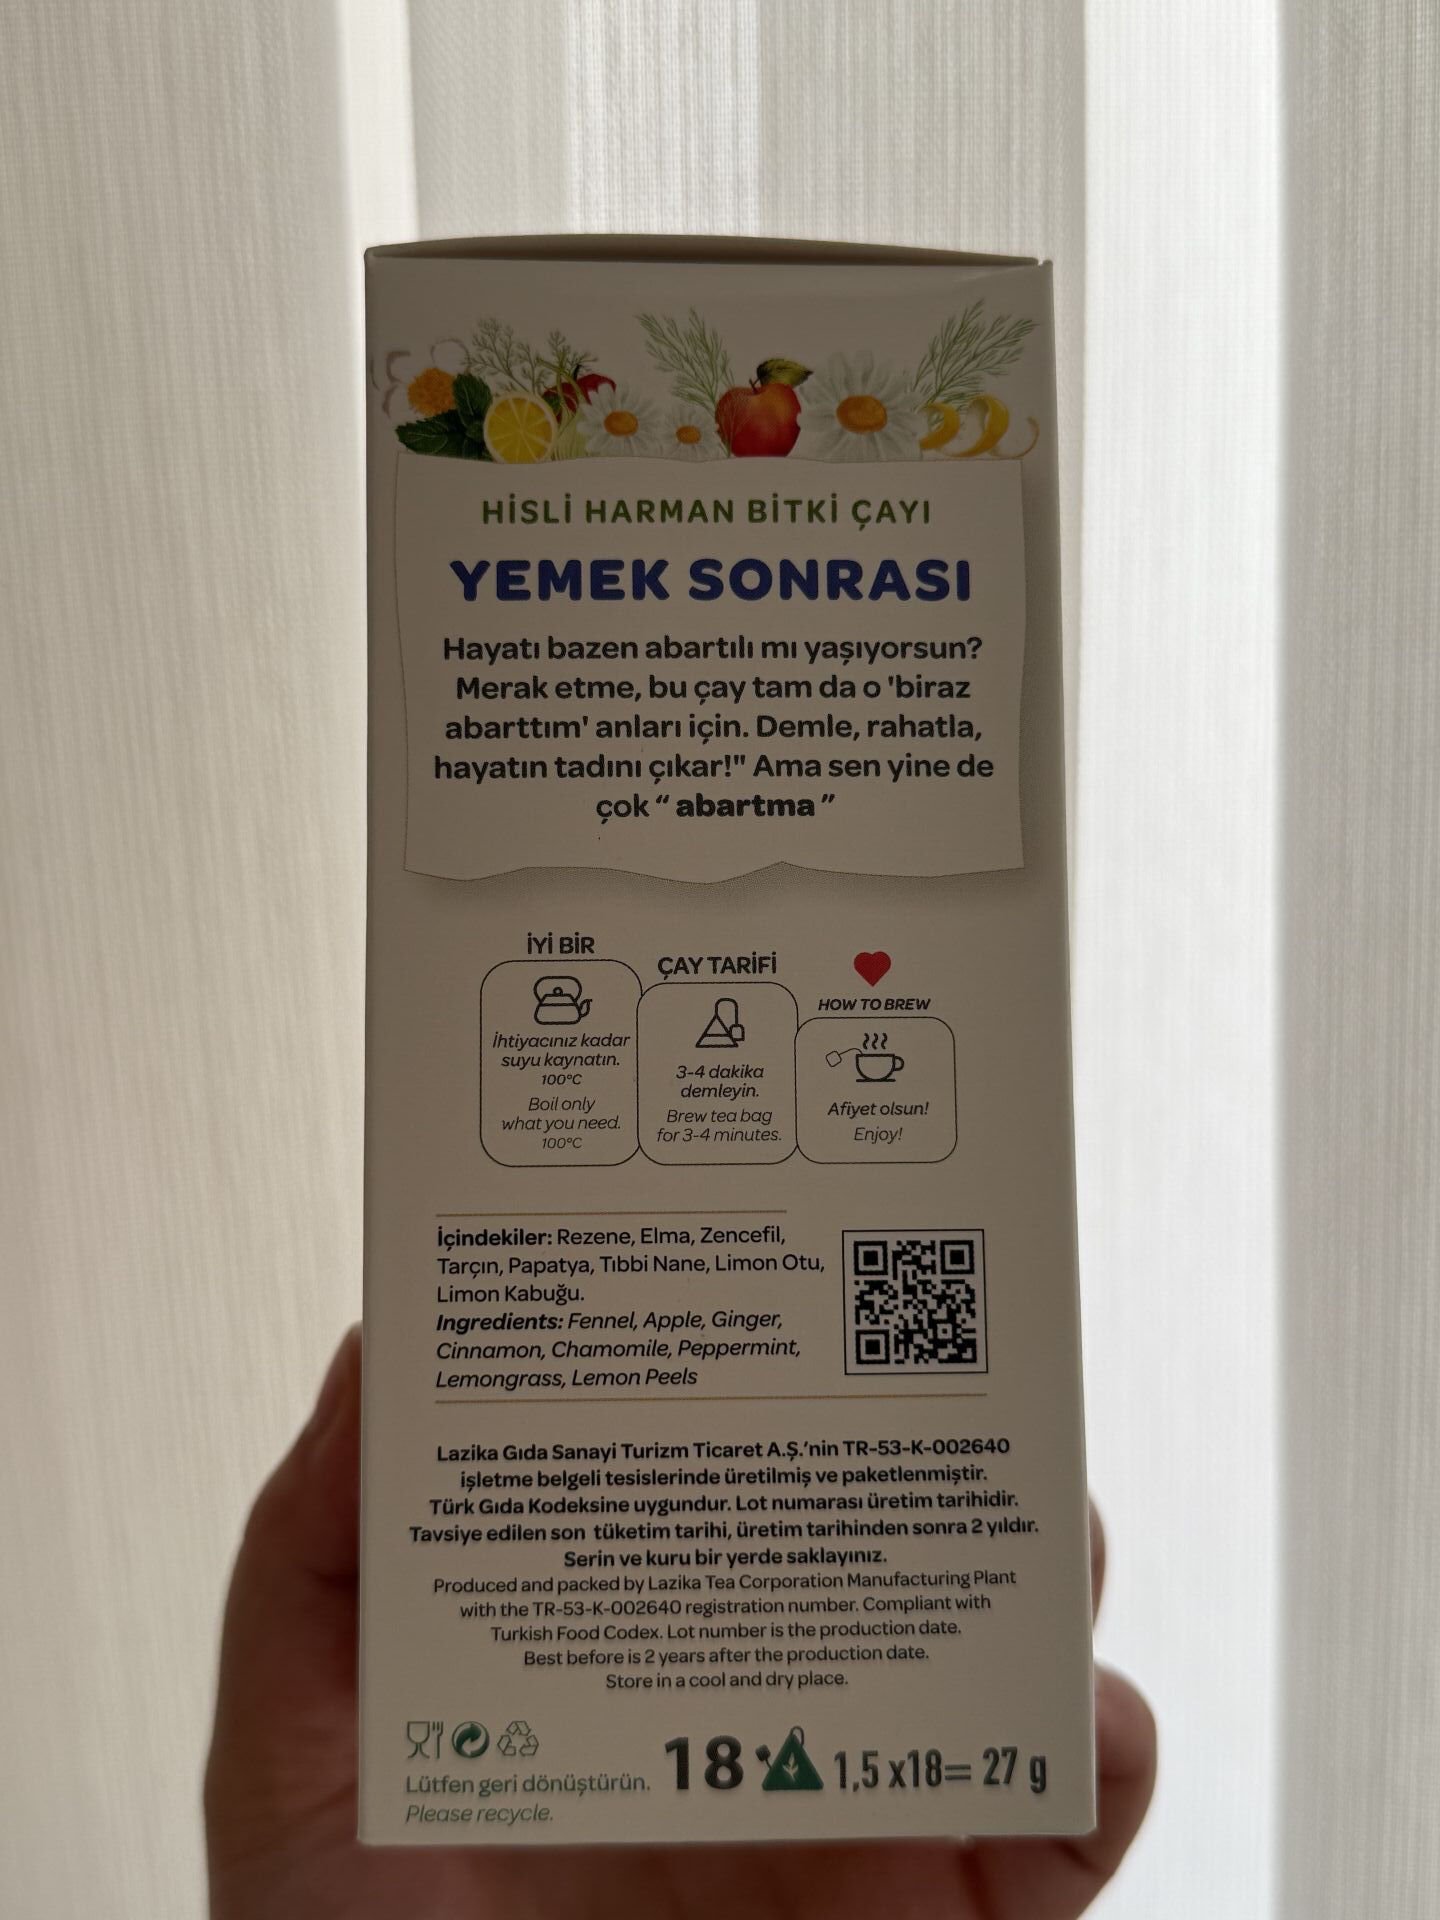 HİSLİ HARMAN BİTKİ ÇAYI
YEMEK SONRASI
Hayatı bazen abartılı mı yaşıyorsun?
Merak etme, bu çay tam da o 'biraz
abarttım' anları için. Demle, rahatla,
hayatın tadını çıkar!" Ama sen yine de
çok " abartma "
İYİ BİR
ÇAY TARİFİ
HOW TO BREW
İhtiyacınız kadar
suyu kaynatın.
100°C
Boil only
what you need.
100°C
3-4 dakika
demleyin.
Brew tea bag
for 3-4 minutes.
Afiyet olsun!
Enjoy!
İçindekiler: Rezene, Elma, Zencefil,
Tarçın, Papatya, Tıbbi Nane, Limon Otu,
Limon Kabuğu.
Ingredients: Fennel, Apple, Ginger,
Cinnamon, Chamomile, Peppermint,
Lemongrass, Lemon Peels
Lazika Gıda Sanayi Turizm Ticaret A.Ş.'nin TR-53-K-002640
işletme belgeli tesislerinde üretilmiş ve paketlenmiştir.
Türk Gıda Kodeksine uygundur. Lot numarası üretim tarihidir.
Tavsiye edilen son tüketim tarihi, üretim tarihinden sonra 2 yıldır.
Serin ve kuru bir yerde saklayınız.
Produced and packed by Lazika Tea Corporation Manufacturing Plant
with the TR-53-K-002640 registration number. Compliant with
Turkish Food Codex. Lot number is the production date.
Best before is 2 years after the production date.
Store in a cool and dry place.
Lütfen geri dönüştürün.
Please recycle.
18
1,5 x18= 27 g